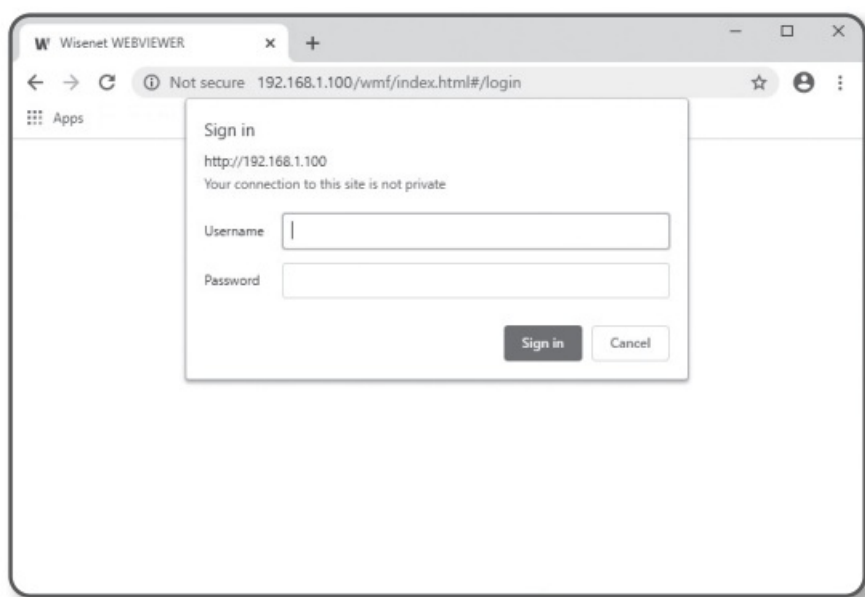 W Wisenet WEBVIEWER
Not secure 192.168.1.100/wmf/index.html#/login
Apps
Sign in
http://192.168.1.100
Your connection to this site is not private
Username
Password
Sign in Cancel